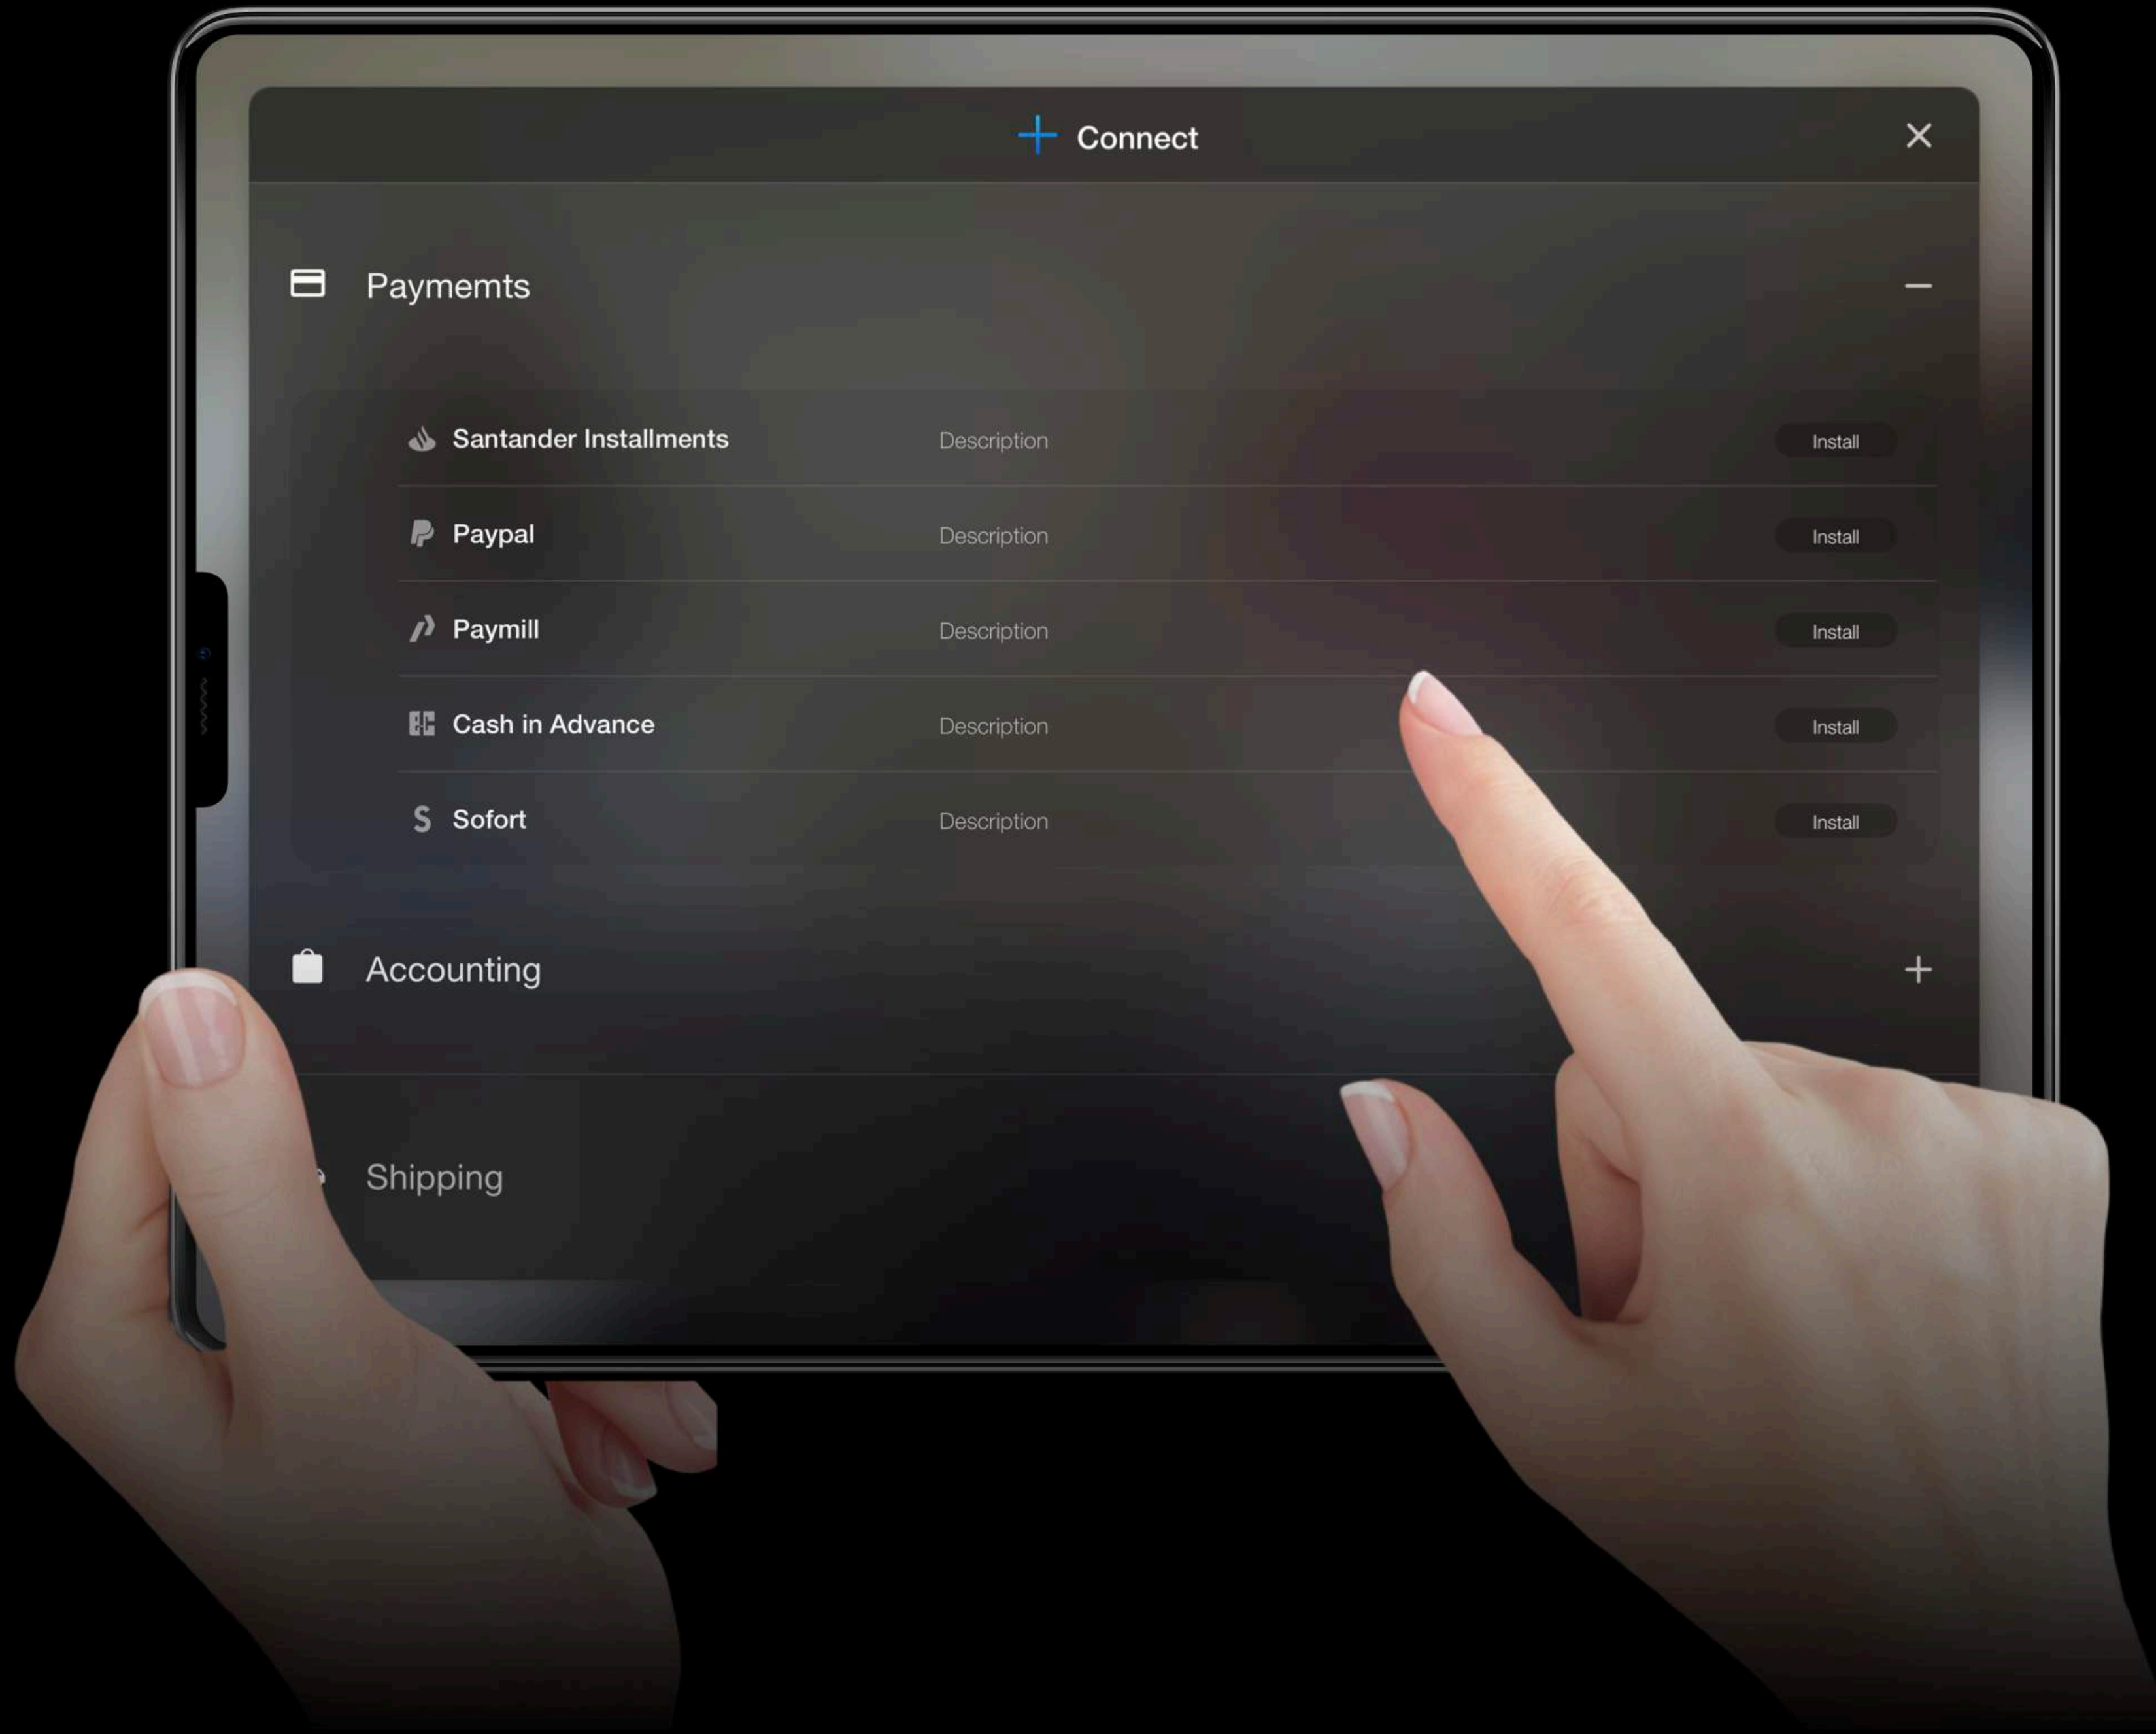 Connect
Paymemts
Santander Installments Description Install
Paypal Description Install
Paymill Description Install
Cash in Advance Description Install
Sofort Description Install
Accounting
Shipping